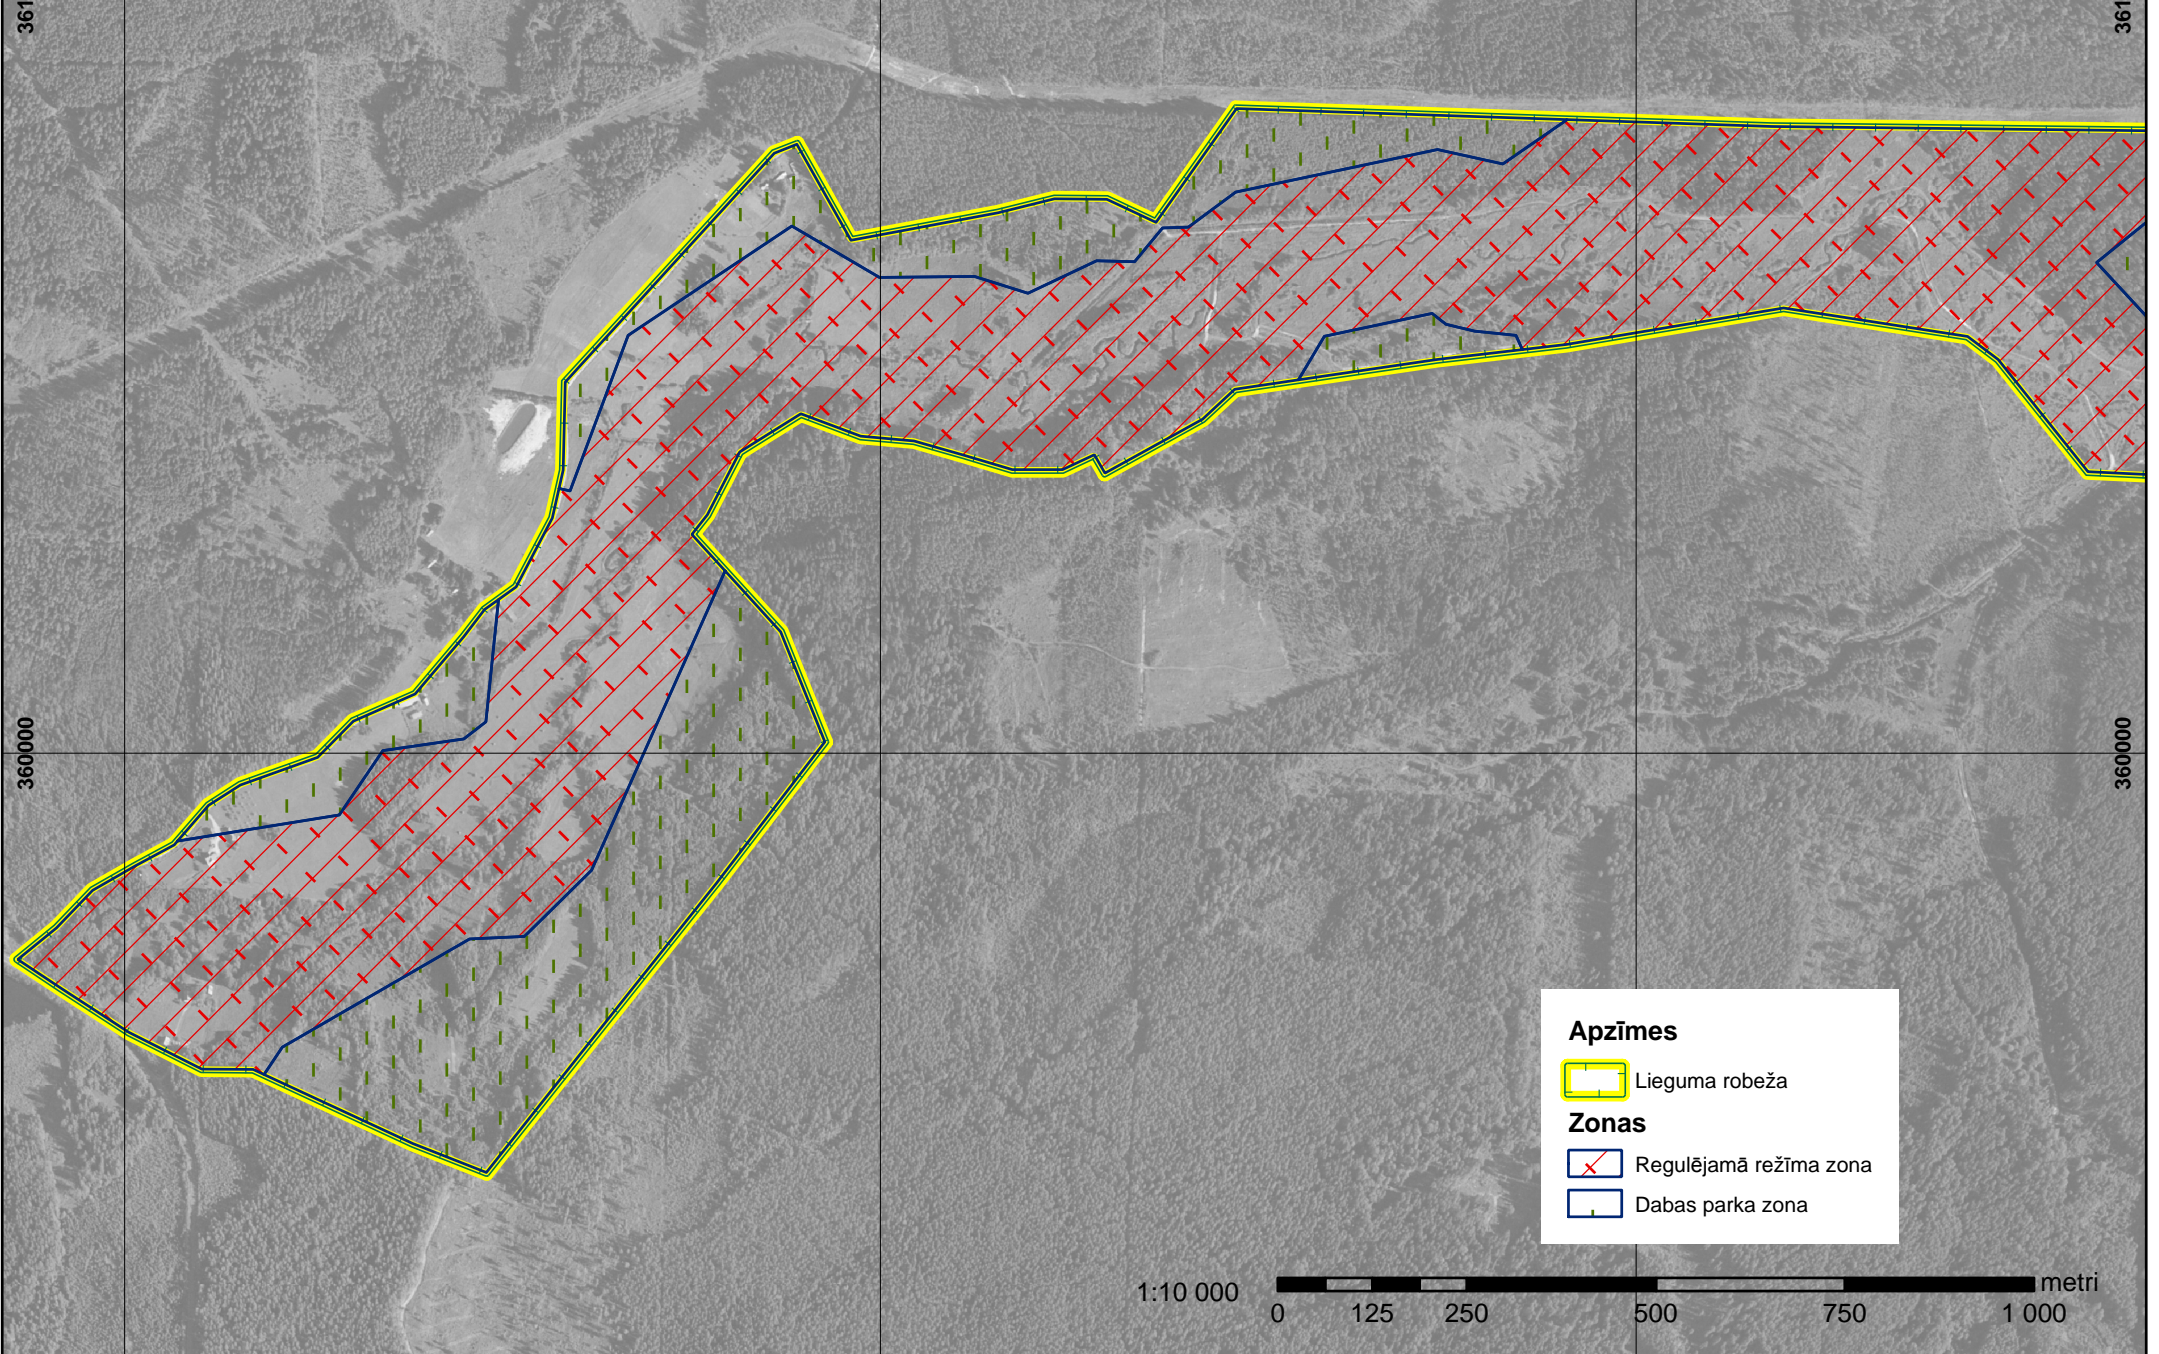 361
361
360000
360000
Apzīmes
Lieguma robeža
Zonas
Regulējamā režīma zona
Dabas parka zona
1:10 000
metri
0 125 250 500 750 1 000